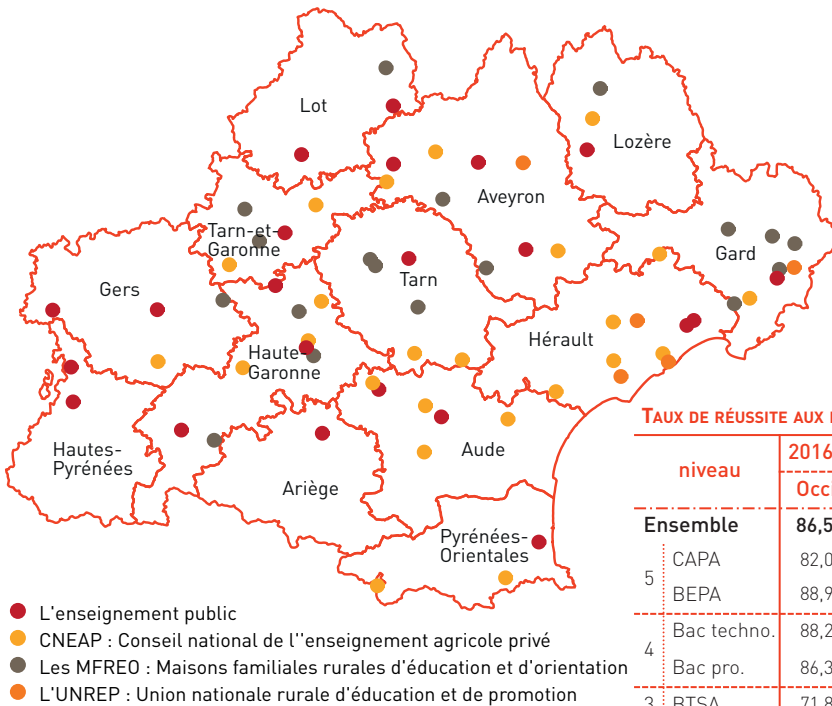 Lot
Lozère
Aveyron
Tarn-et-
Garonne
Gard
Tarn
Gers
Hérault
Haute-
Garonne
Hautes-
Pyrénées
Aude
Ariège
Pyrénées-
Orientales
L'enseignement public
CNEAP : Conseil national de l''enseignement agricole privé
Les MFREO : Maisons familiales rurales d'éducation et d'orientation
L'UNREP : Union nationale rurale d'éducation et de promotion
TAUX DE RÉUSSITE AUX
niveau 2016
Occi
Ensemble 86,5
5 CAPA 82,0
BEPA 88,9
4 Bac techno. 88,2
Bac pro. 86,3
3 BTSA 71,8